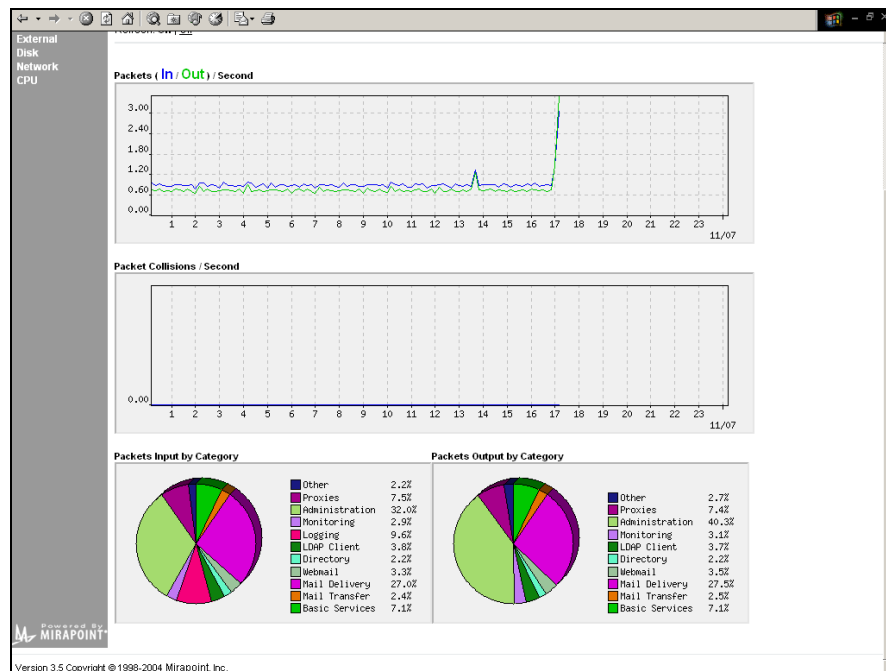 External
Disk
Network
CPU
Packets ( In / Out ) / Second
3.00
2.40
1.80
1.20
0.60
0.00
1 2 3 4 5 6 7 8 9 10 11 12 13 14 15 16 17 18 19 20 21 22 23
11/07
Packet Collisions / Second
0.00
1 2 3 4 5 6 7 8 9 10 11 12 13 14 15 16 17 18 19 20 21 22 23
11/07
Packets Input by Category
Other 2.2%
Proxies 7.5%
Administration 32.0%
Monitoring 2.9%
Logging 9.6%
LDAP Client 3.8%
Directory 2.2%
Webmail 3.3%
Mail Delivery 27.0%
Mail Transfer 2.4%
Basic Services 7.1%
Packets Output by Category
Other 2.7%
Proxies 7.4%
Administration 40.3%
Monitoring 3.1%
LDAP Client 3.7%
Directory 2.2%
Webmail 3.5%
Mail Delivery 27.5%
Mail Transfer 2.5%
Basic Services 7.1%
Powered By
MIRAPOINT
Version 3.5 Copyright © 1998-2004 Mirapoint, Inc.